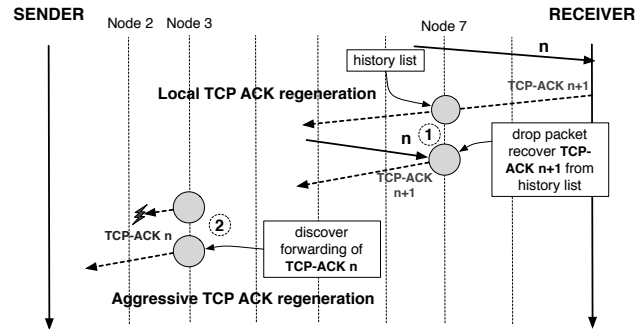 SENDER
RECEIVER
Node 2
Node 3
Node 7
n
history list
TCP-ACK n+1
Local TCP ACK regeneration
1
n
drop packet
recover TCP-
ACK n+1 from
history list
TCP-ACK
n+1
2
TCP-ACK n
discover
forwarding of
TCP-ACK n
Aggressive TCP ACK regeneration